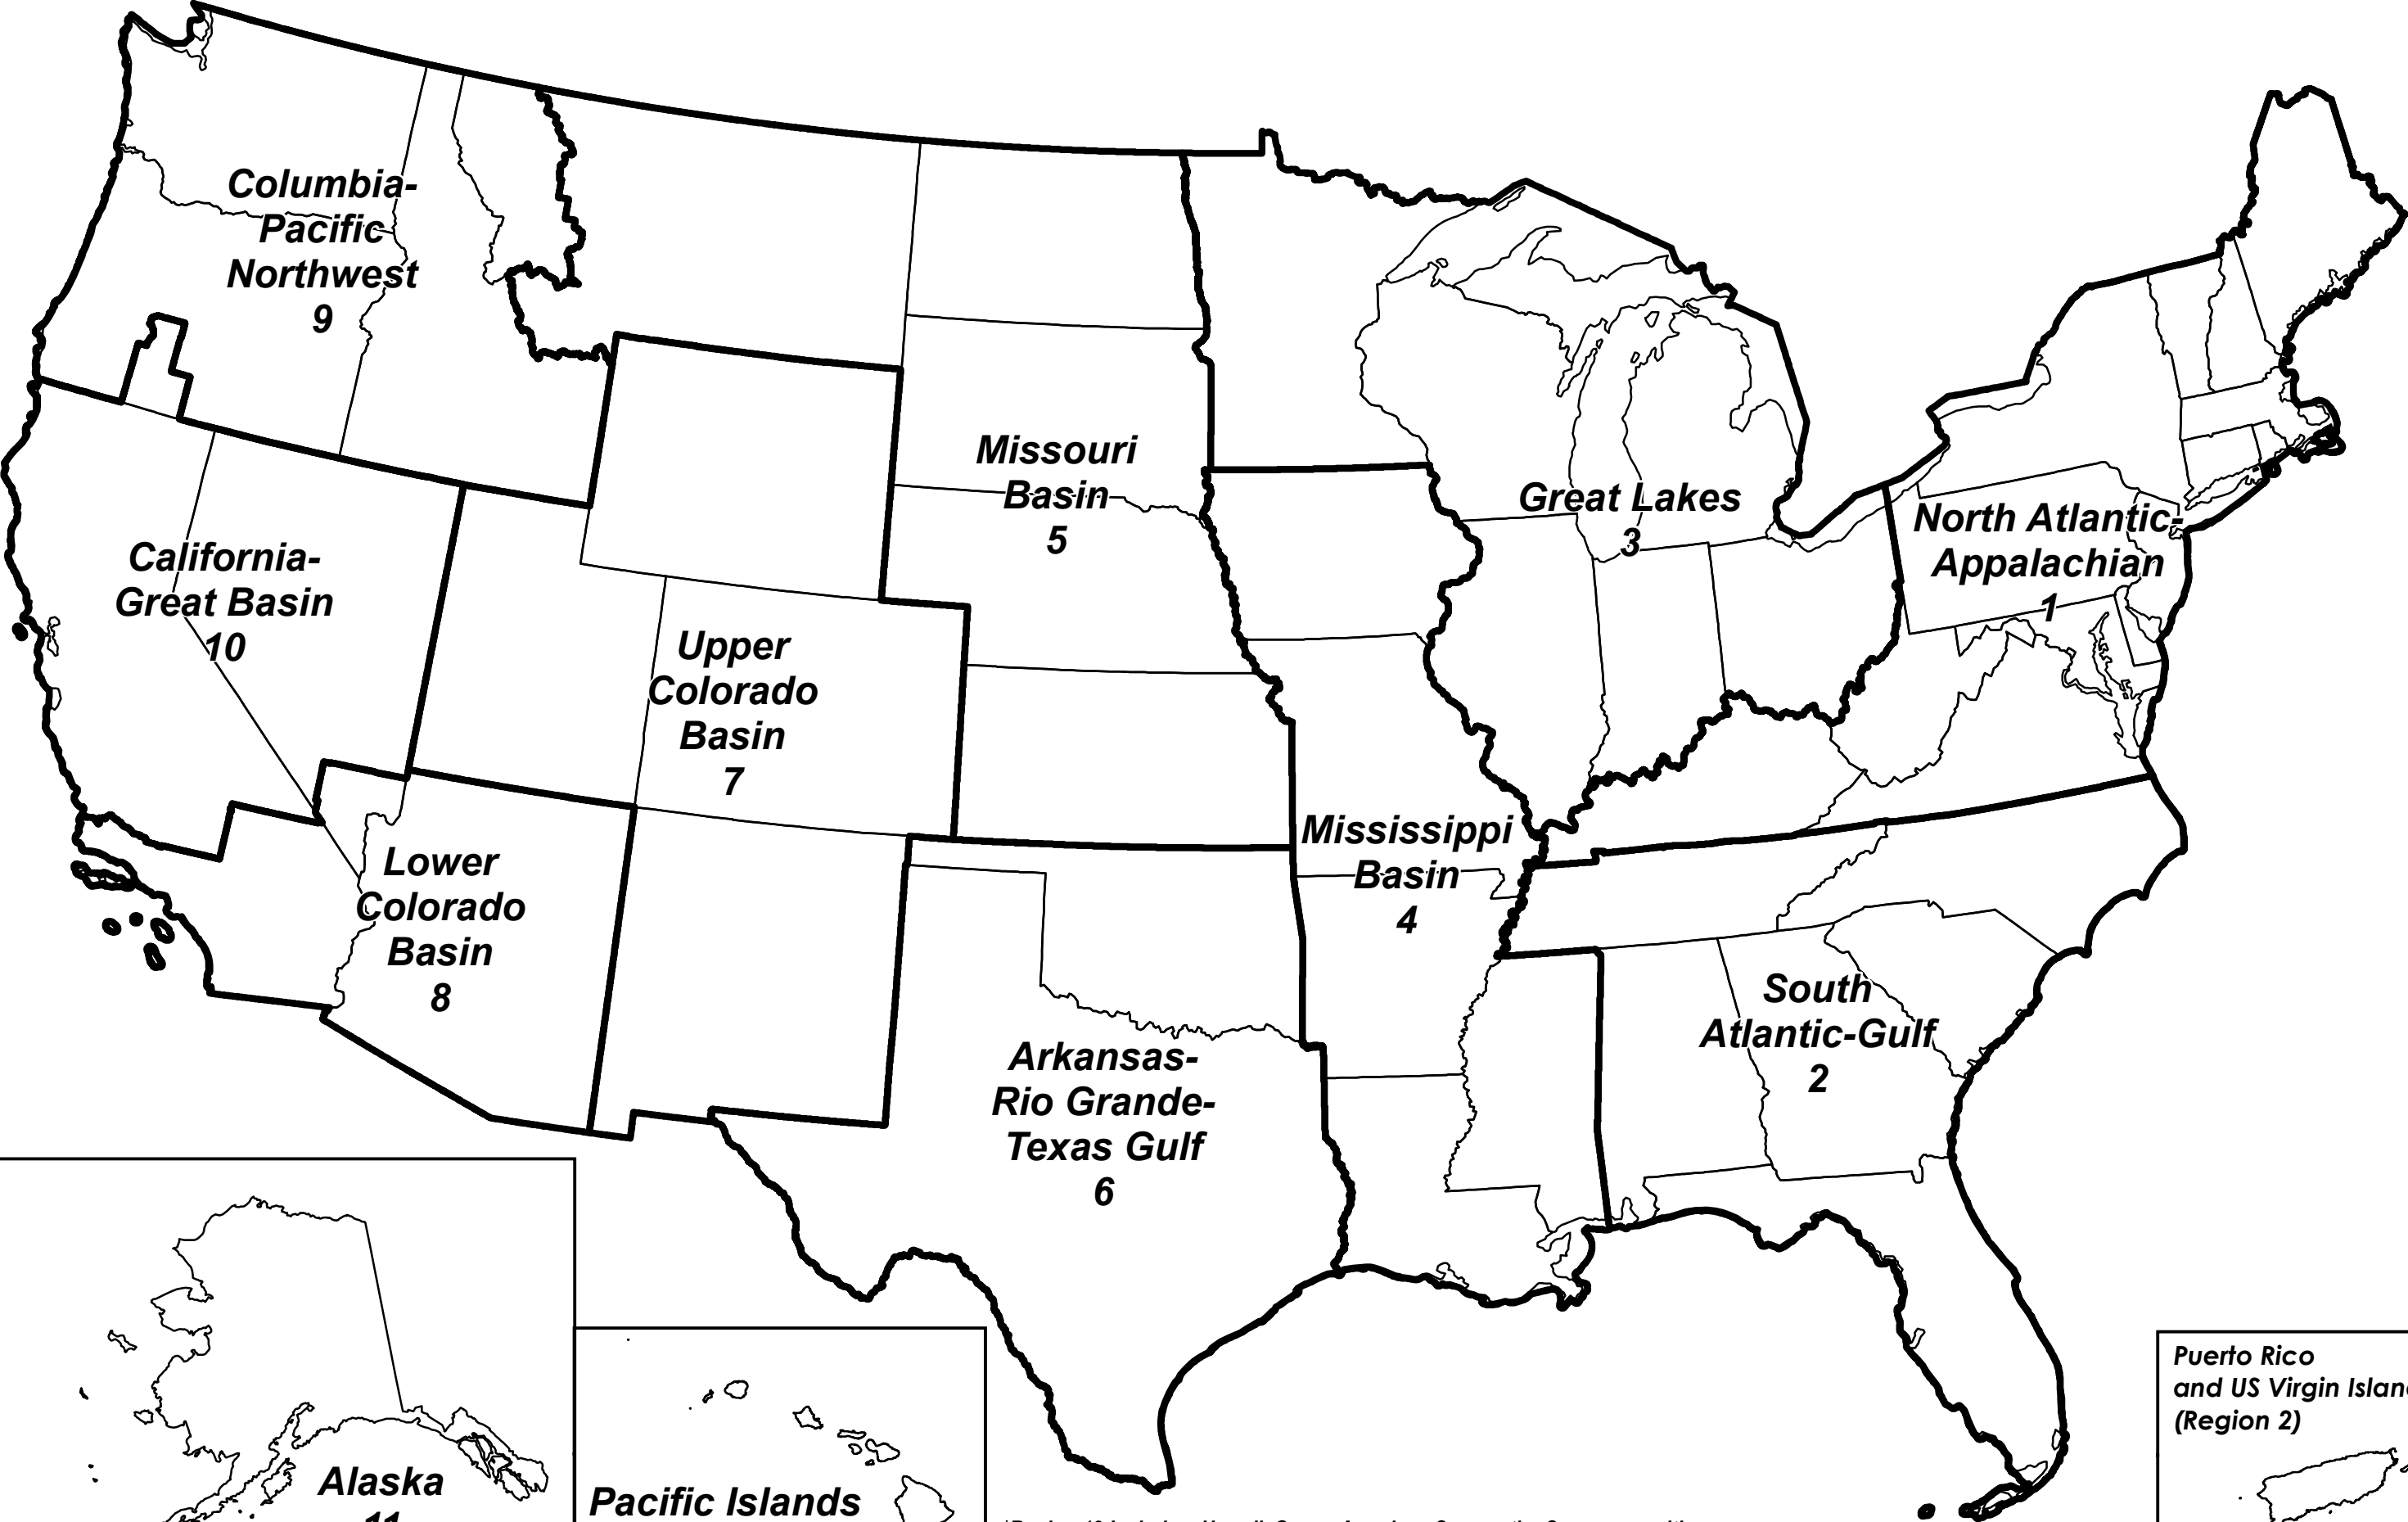 Columbia-
Pacific
Northwest
9
Missouri
Basin
5
Great Lakes
3
North Atlantic-
Appalachian
1
California-
Great Basin
10
Upper
Colorado
Basin
7
Mississippi
Basin
4
Lower
Colorado
Basin
8
South
Atlantic-Gulf
2
Arkansas-
Rio Grande-
Texas Gulf
6
Puerto Rico
and US Virgin
(Region 2)
Alaska
11
Pacific Islands